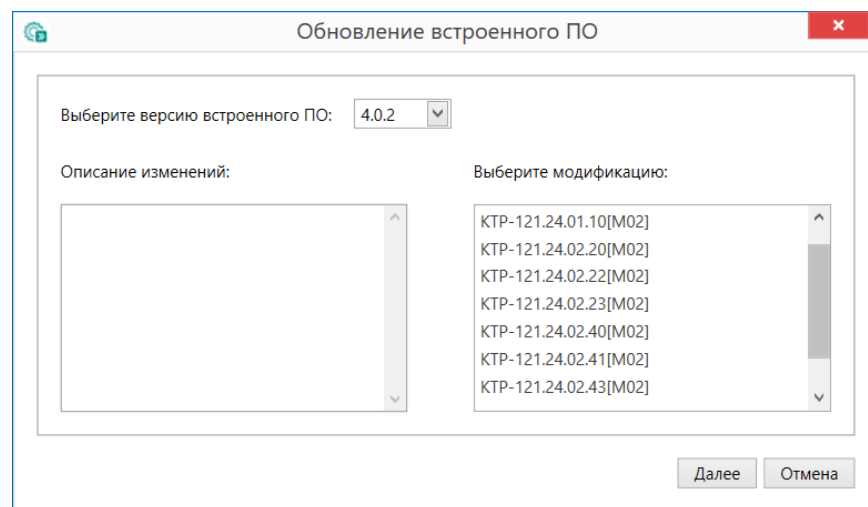 Обновление встроенного ПО
Выберите версию встроенного ПО: 4.0.2
Описание изменений:
Выберите модификацию:
КТР-121.24.01.10[M02]
КТР-121.24.02.20[M02]
КТР-121.24.02.22[M02]
КТР-121.24.02.23[M02]
КТР-121.24.02.40[M02]
КТР-121.24.02.41[M02]
КТР-121.24.02.43[M02]
Далее Отмена